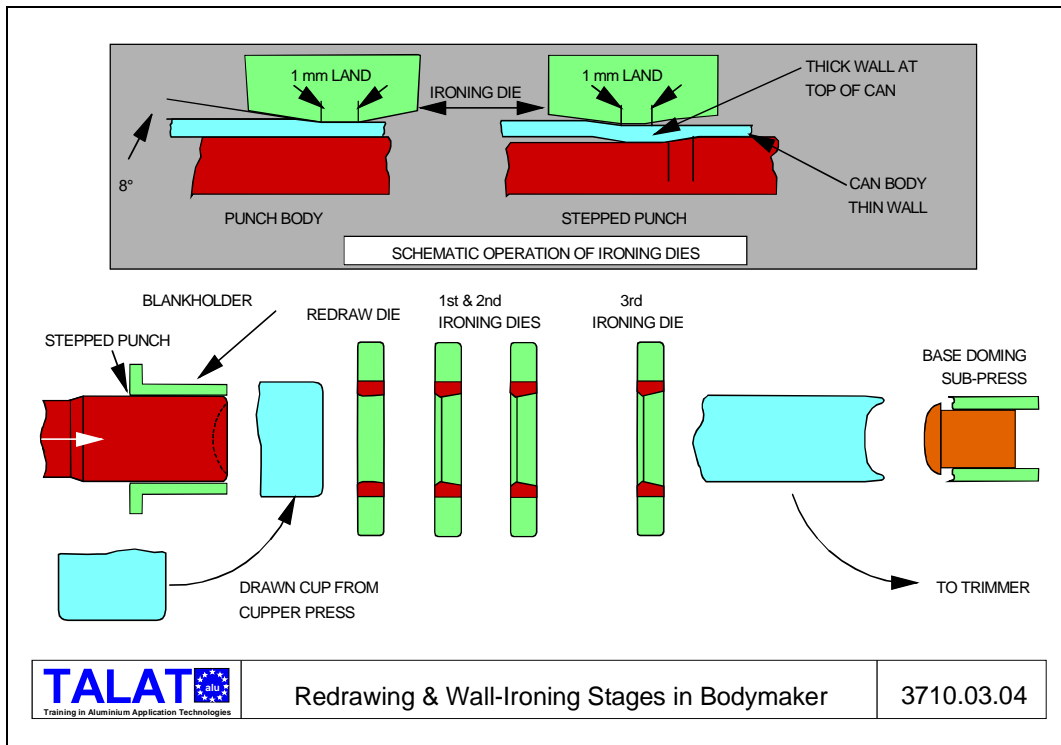 1 mm LAND
IRONING DIE
1 mm LAND
THICK WALL AT
TOP OF CAN
8°
PUNCH BODY
STEPPED PUNCH
CAN BODY
THIN WALL
SCHEMATIC OPERATION OF IRONING DIES
BLANKHOLDER
STEPPED PUNCH
REDRAW DIE
1st & 2nd
IRONING DIES
3rd
IRONING DIE
BASE DOMING
SUB-PRESS
DRAWN CUP FROM
CUPPER PRESS
TO TRIMMER
TALAT
alu
Training in Aluminium Application Technologies
Redrawing & Wall-Ironing Stages in Bodymaker
3710.03.04